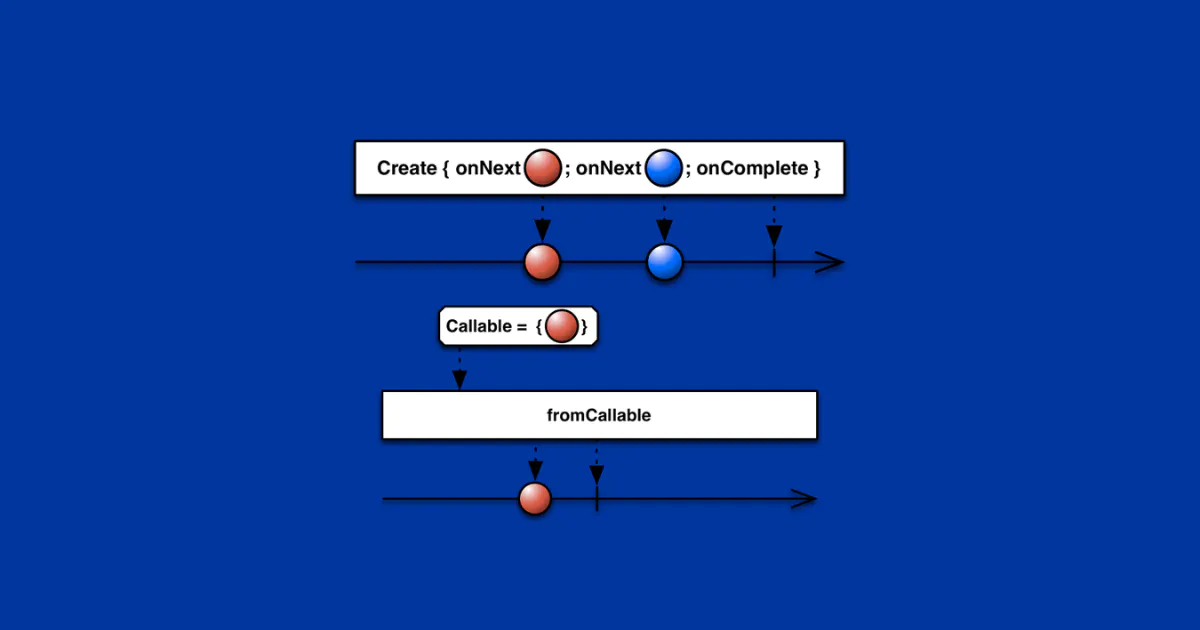 Create { onNext ; onNext ; onComplete }
Callable = { }
fromCallable